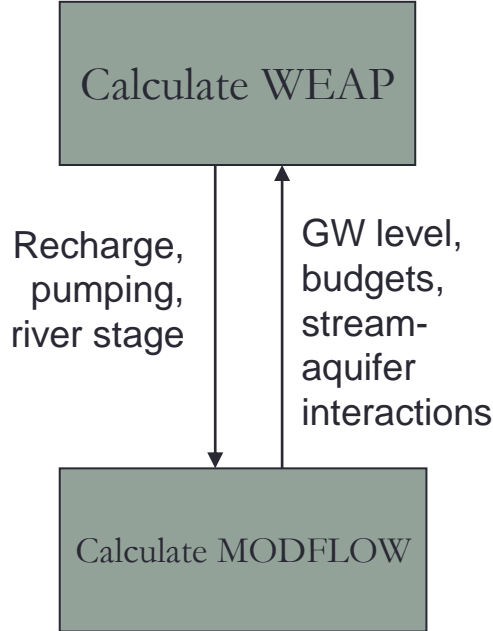 Calculate WEAP
Recharge,
pumping,
river stage
GW level,
budgets,
stream-
aquifer
interactions
Calculate MODFLOW